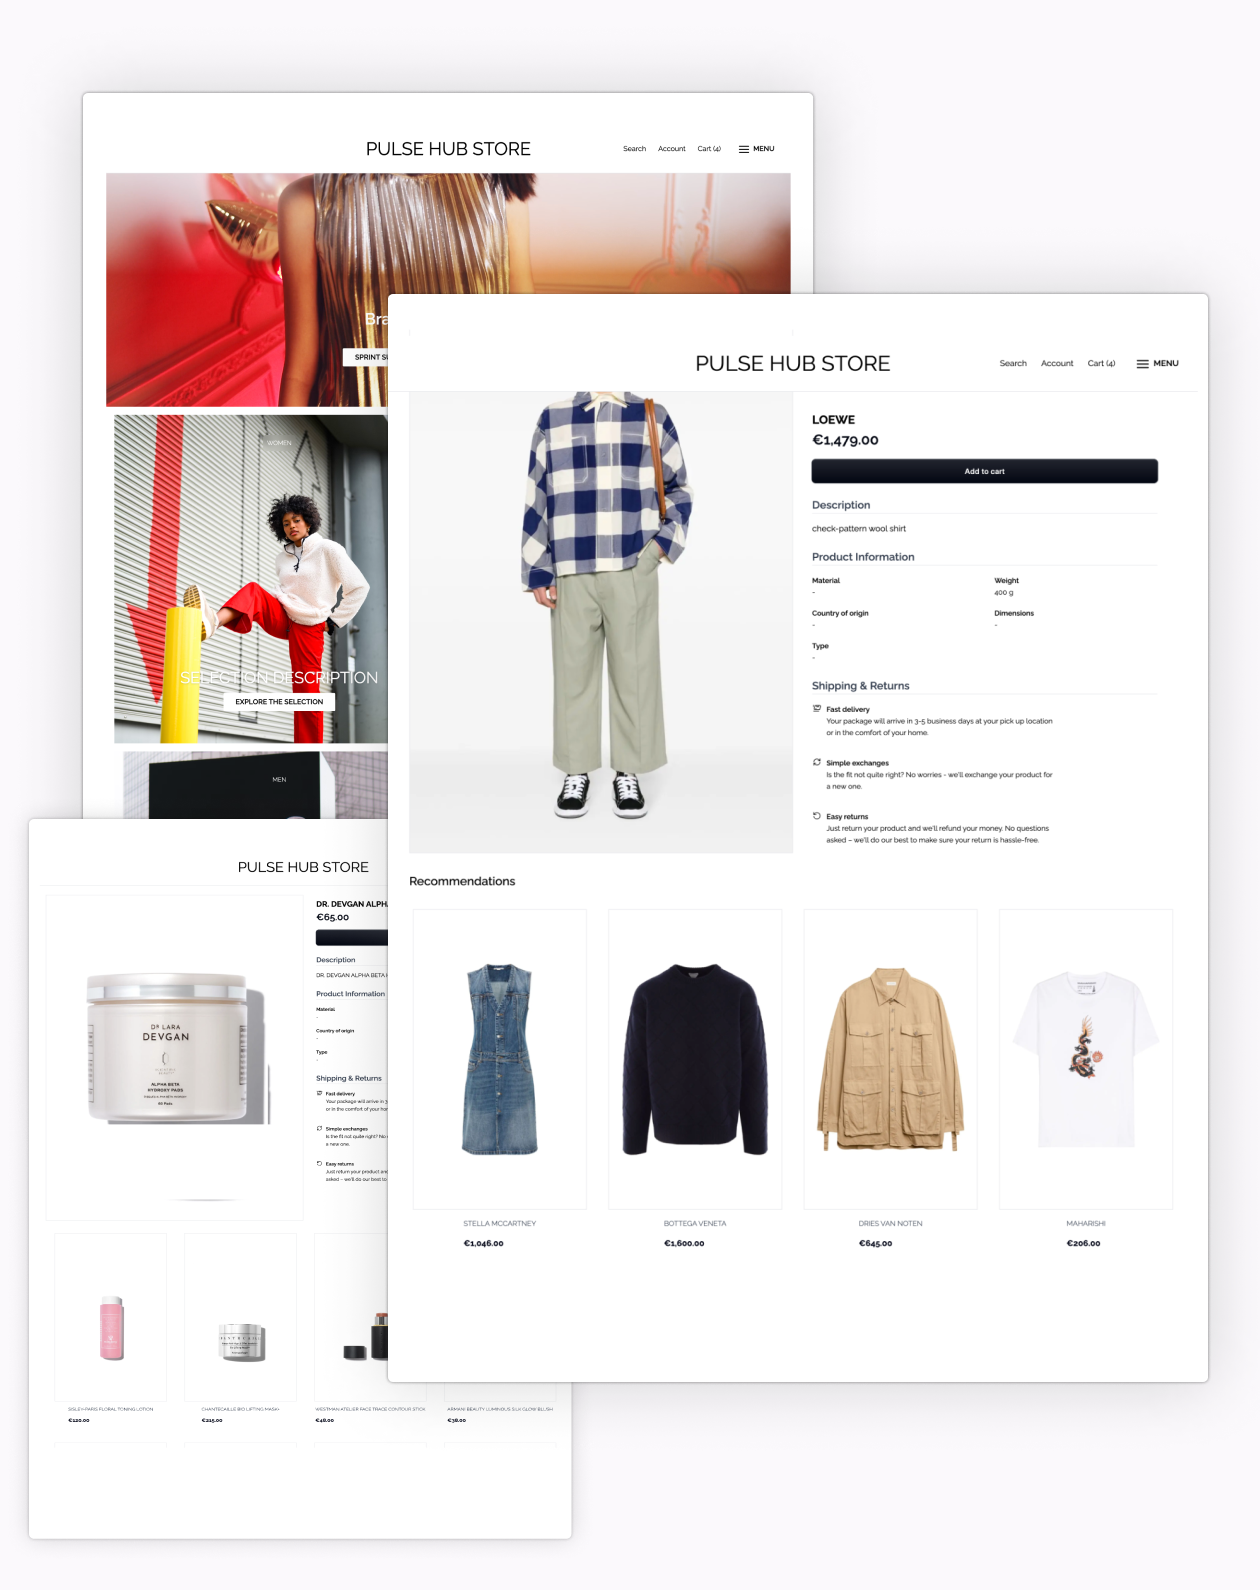 PULSE HUB STORE
Search Account Cart (4) MENU
Bra
SPRINT SU
WOMEN
SELECTION DESCRIPTION
EXPLORE THE SELECTION
MEN
PULSE HUB STORE
Search Account Cart (4) MENU
LOEWE
€1,479.00
Add to cart
Description
check-pattern wool shirt
Product Information
Material
-
Weight
400 g
Country of origin
-
Dimensions
-
Type
-
Shipping & Returns
Fast delivery
Your package will arrive in 3-5 business days at your pick up location
or in the comfort of your home.
Simple exchanges
Is the fit not quite right? No worries - we'll exchange your product for
a new one.
Easy returns
Just return your product and we'll refund your money. No questions
asked – we'll do our best to make sure your return is hassle-free.
Recommendations
STELLA MCCARTNEY
€1,046.00
BOTTEGA VENETA
€1,600.00
DRIES VAN NOTEN
€645.00
MAHARISHI
€206.00
PULSE HUB STORE
DR LARA
DEVGAN
ALPHA BETA
HYDROXY PADS
60 Pads
DR. DEVGAN ALPH
€65.00
Description
DR. DEVGAN ALPHA BETA
Product Information
Material
-
Country of origin
-
Type
-
Shipping & Returns
Fast delivery
Your package will arrive in 3
or in the comfort of your hom
Simple exchanges
Is the fit not quite right? No
a new one.
Easy returns
Just return your product and
asked – we'll do our best to
SISLEY-PARIS FLORAL TONING LOTION
€120.00
CHANTECAILLE BIO LIFTING MASK+
€215.00
WESTMAN ATELIER FACE TRACE CONTOUR STICK
€48.00
ARMANI BEAUTY LUMINOUS SILK GLOW BLUSH
€38.00